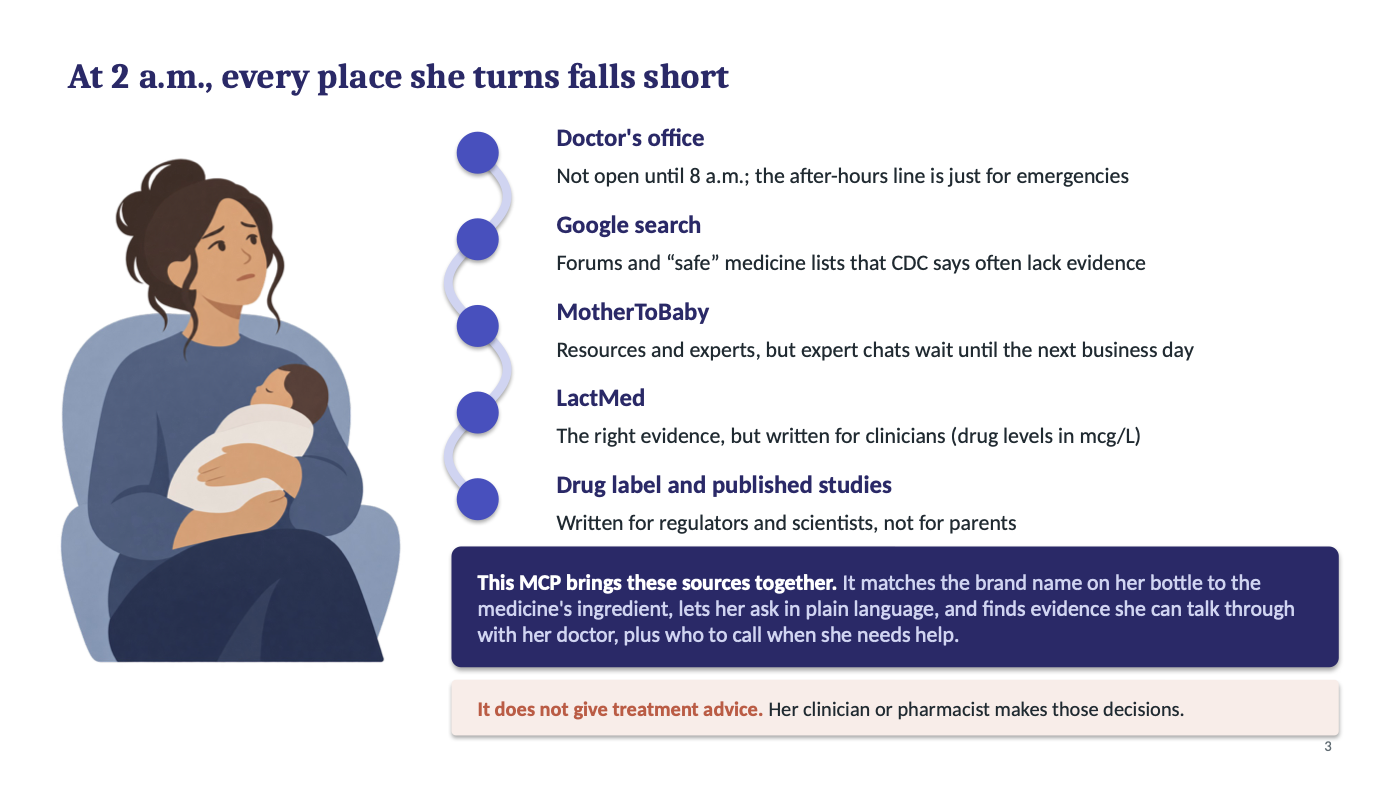 At 2 a.m., every place she turns falls short
Doctor's office
Not open until 8 a.m.; the after-hours line is just for emergencies
Google search
Forums and “safe” medicine lists that CDC says often lack evidence
MotherToBaby
Resources and experts, but expert chats wait until the next business day
LactMed
The right evidence, but written for clinicians (drug levels in mcg/L)
Drug label and published studies
Written for regulators and scientists, not for parents
This MCP brings these sources together. It matches the brand name on her bottle to the
medicine's ingredient, lets her ask in plain language, and finds evidence she can talk through
with her doctor, plus who to call when she needs help.
It does not give treatment advice. Her clinician or pharmacist makes those decisions.
3